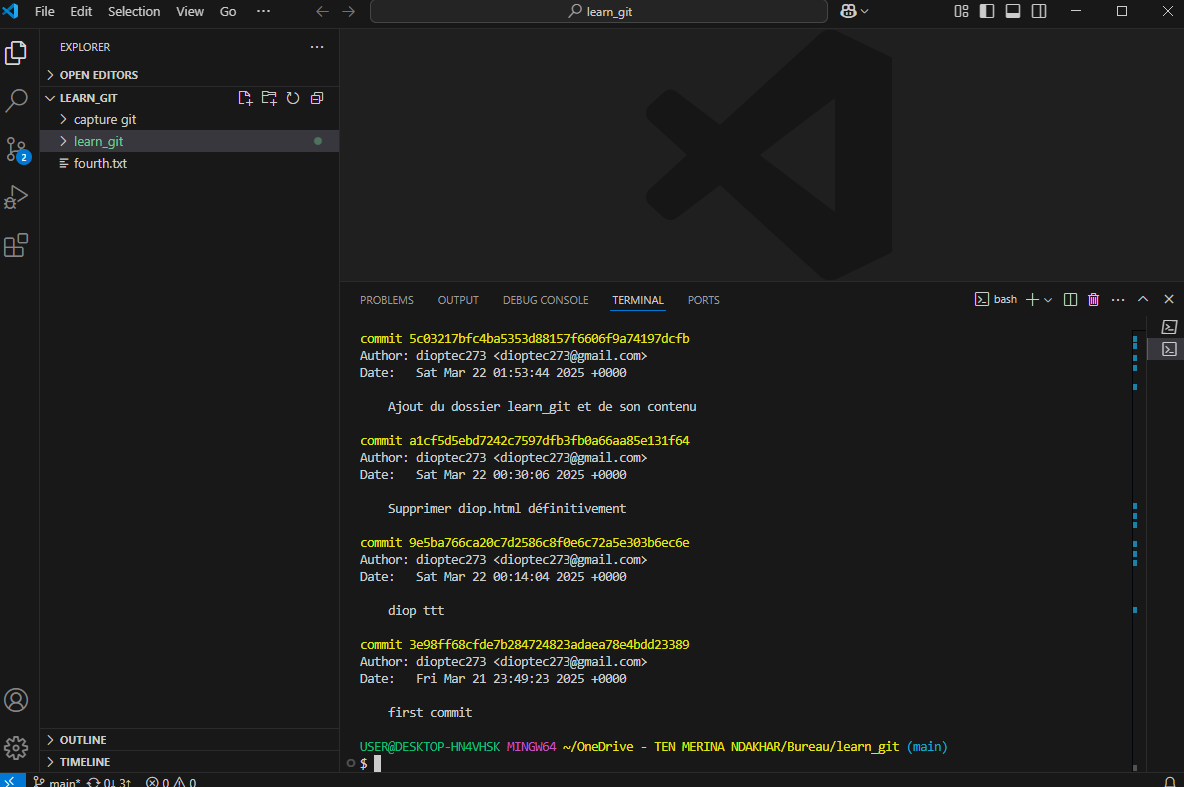 File Edit Selection View Go ··· learn_git
EXPLORER ···
OPEN EDITORS
LEARN_GIT
capture git
learn_git
fourth.txt
2
OUTLINE
TIMELINE
PROBLEMS OUTPUT DEBUG CONSOLE TERMINAL PORTS bash ···
commit 5c03217bfc4ba5353d88157f6606f9a74197dcfb
Author: dioptec273 <dioptec273@gmail.com>
Date:   Sat Mar 22 01:53:44 2025 +0000
Ajout du dossier learn_git et de son contenu
commit a1cf5d5ebd7242c7597dfb3fb0a66aa85e131f64
Author: dioptec273 <dioptec273@gmail.com>
Date:   Sat Mar 22 00:30:06 2025 +0000
Supprimer diop.html définitivement
commit 9e5ba766ca20c7d2586c8f0e6c72a5e303b6ec6e
Author: dioptec273 <dioptec273@gmail.com>
Date:   Sat Mar 22 00:14:04 2025 +0000
diop ttt
commit 3e98ff68cfde7b284724823adaea78e4bdd23389
Author: dioptec273 <dioptec273@gmail.com>
Date:   Fri Mar 21 23:49:23 2025 +0000
first commit
USER@DESKTOP-HN4VHSK MINGW64 ~/OneDrive - TEN MERINA NDAKHAR/Bureau/learn_git (main)
$
main* 0↓ 3↑ 0 0